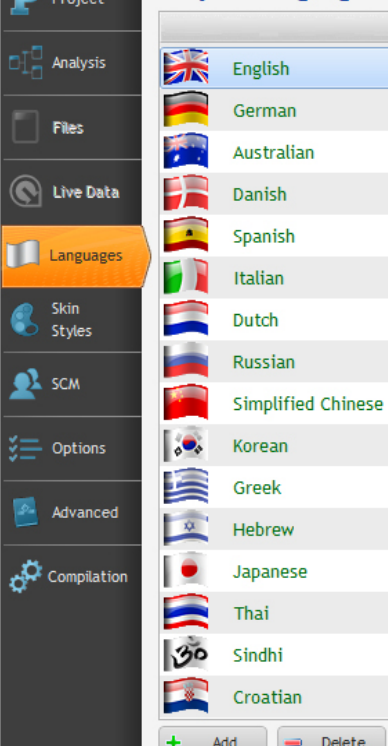 Project
Analysis
Files
Live Data
Languages
Skin
Styles
SCM
Options
Advanced
Compilation
English
German
Australian
Danish
Spanish
Italian
Dutch
Russian
Simplified Chinese
Korean
Greek
Hebrew
Japanese
Thai
Sindhi
Croatian
Add
Delete